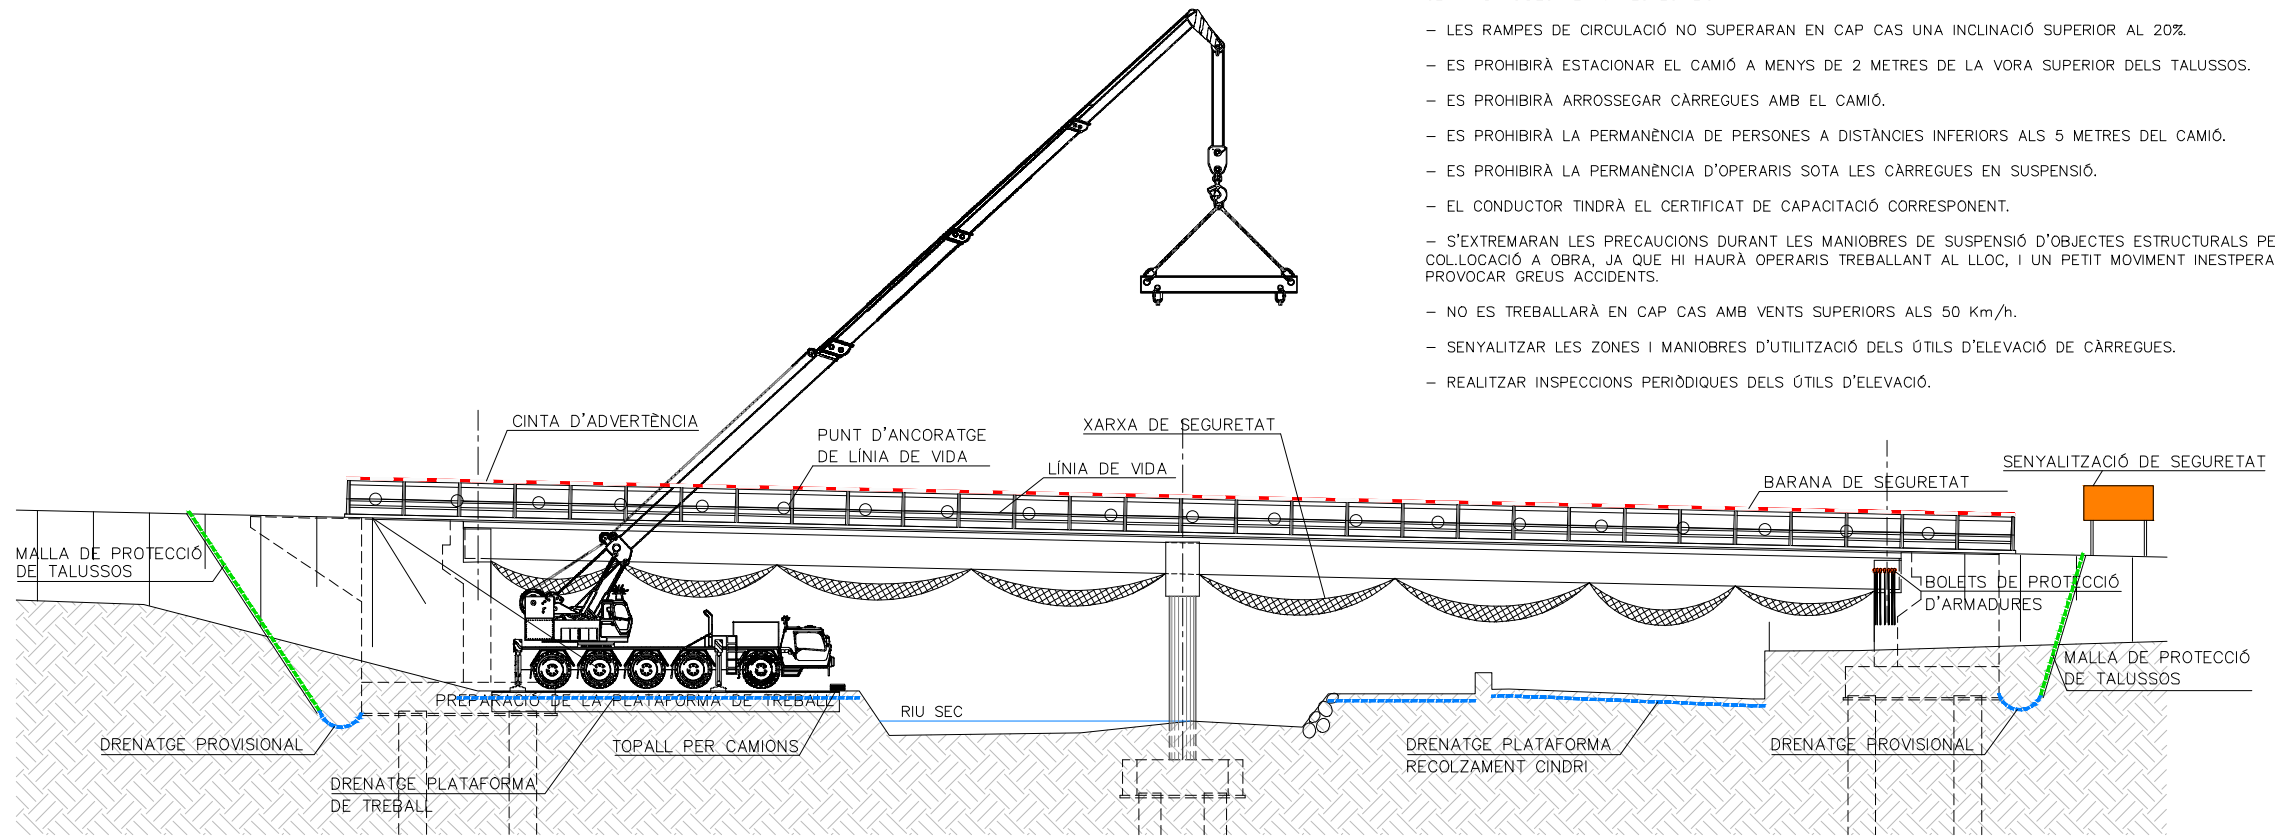 – LES RAMPES DE CIRCULACIÓ NO SUPERARAN EN CAP CAS UNA INCLINACIÓ SUPERIOR AL 20%.
– ES PROHIBIRÀ ESTACIONAR EL CAMIÓ A MENYS DE 2 METRES DE LA VORA SUPERIOR DELS TALUSSOS.
– ES PROHIBIRÀ ARROSSEGAR CÀRREGUES AMB EL CAMIÓ.
– ES PROHIBIRÀ LA PERMANÈNCIA DE PERSONES A DISTÀNCIES INFERIORS ALS 5 METRES DEL CAMIÓ.
– ES PROHIBIRÀ LA PERMANÈNCIA D'OPERARIS SOTA LES CÀRREGUES EN SUSPENSIÓ.
– EL CONDUCTOR TINDRÀ EL CERTIFICAT DE CAPACITACIÓ CORRESPONENT.
– S'EXTREMARAN LES PRECAUCIONS DURANT LES MANIOBRES DE SUSPENSIÓ D'OBJECTES ESTRUCTURALS PE
COL.LOCACIÓ A OBRA, JA QUE HI HAURÀ OPERARIS TREBALLANT AL LLOC, I UN PETIT MOVIMENT INESTPERA
PROVOCAR GREUS ACCIDENTS.
– NO ES TREBALLARÀ EN CAP CAS AMB VENTS SUPERIORS ALS 50 Km/h.
– SENYALITZAR LES ZONES I MANIOBRES D'UTILITZACIÓ DELS ÚTILS D'ELEVACIÓ DE CÀRREGUES.
– REALITZAR INSPECCIONS PERIÒDIQUES DELS ÚTILS D'ELEVACIÓ.
CINTA D'ADVERTÈNCIA
PUNT D'ANCORATGE
DE LÍNIA DE VIDA
LÍNIA DE VIDA
XARXA DE SEGURETAT
BARANA DE SEGURETAT
SENYALITZACIÓ DE SEGURETAT
MALLA DE PROTECCIÓ
DE TALUSSOS
BOLETS DE PROTECCIÓ
D'ARMADURES
MALLA DE PROTECCIÓ
DE TALUSSOS
PREPARACIÓ DE LA PLATAFORMA DE TREBALL
RIU SEC
DRENATGE PROVISIONAL
TOPALL PER CAMIONS
DRENATGE PLATAFORMA
RECOLZAMENT CINDRI
DRENATGE PROVISIONAL
DRENATGE PLATAFORMA
DE TREBALL